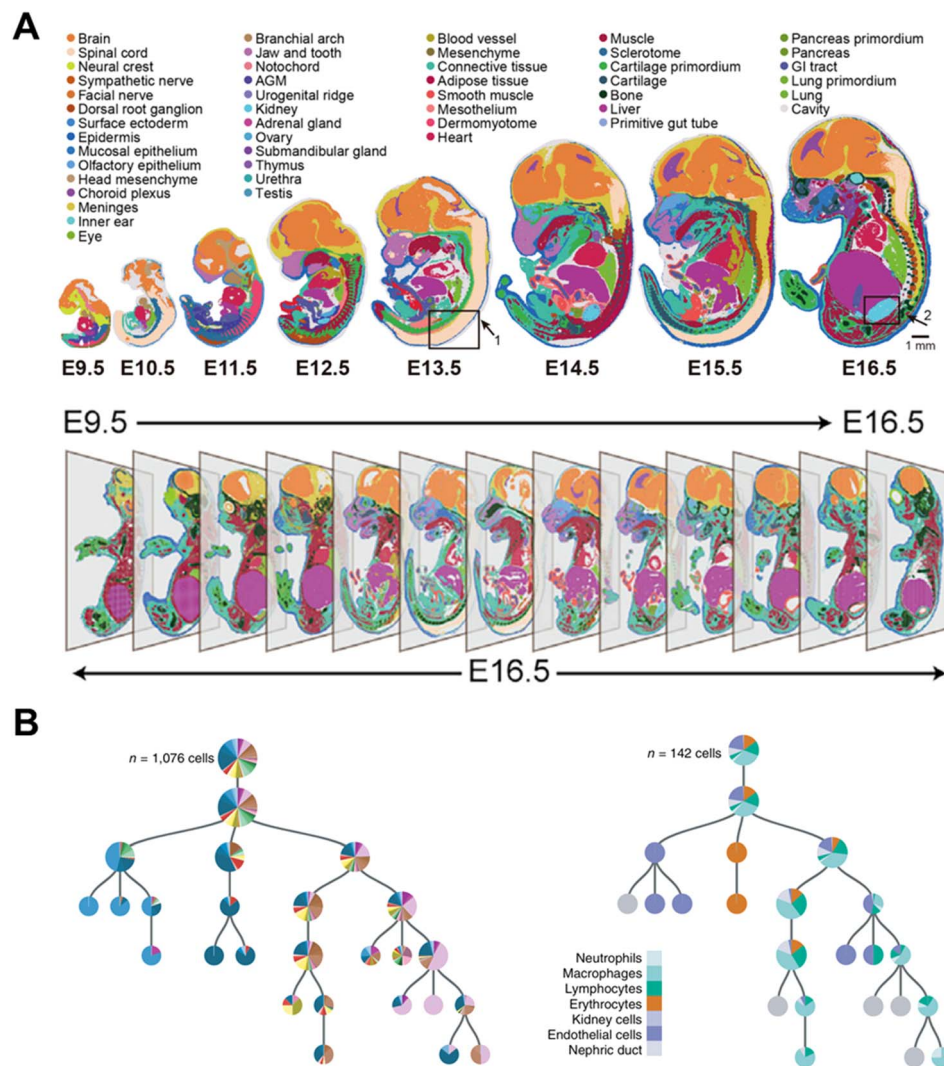 A
Brain
Spinal cord
Neural crest
Sympathetic nerve
Facial nerve
Dorsal root ganglion
Surface ectoderm
Epidermis
Mucosal epithelium
Olfactory epithelium
Head mesenchyme
Choroid plexus
Meninges
Inner ear
Eye
Branchial arch
Jaw and tooth
Notochord
AGM
Urogenital ridge
Kidney
Adrenal gland
Ovary
Submandibular gland
Thymus
Urethra
Testis
Blood vessel
Mesenchyme
Connective tissue
Adipose tissue
Smooth muscle
Mesothelium
Dermomyotome
Heart
Muscle
Sclerotome
Cartilage primordium
Cartilage
Bone
Liver
Primitive gut tube
Pancreas primordium
Pancreas
GI tract
Lung primordium
Lung
Cavity
1
2
1 mm
E9.5 E10.5 E11.5 E12.5 E13.5 E14.5 E15.5 E16.5
E9.5 E16.5
E16.5
B
n = 1,076 cells
n = 142 cells
Neutrophils
Macrophages
Lymphocytes
Erythrocytes
Kidney cells
Endothelial cells
Nephric duct